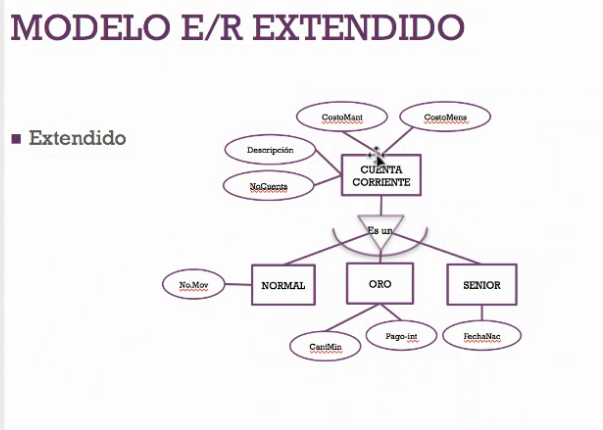 MODELO E/R EXTENDIDO
Extendido
CostoMant
CostoMens
Descripción
NoCuenta
CUENTA
CORRIENTE
Es un
No.Mov
NORMAL
ORO
SENIOR
CantMin
Pago-int
FechaNac